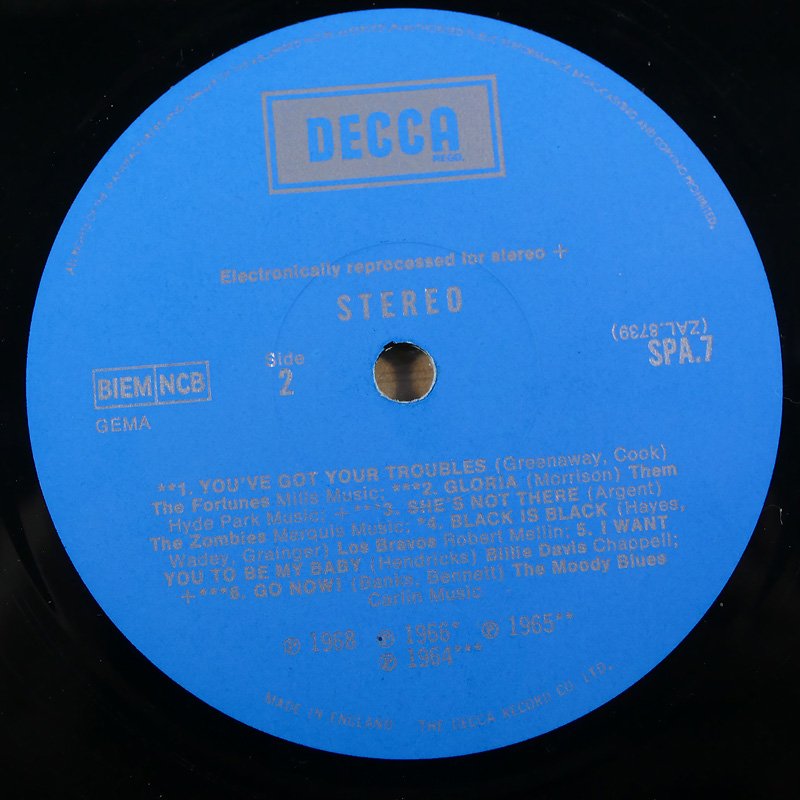 DECCA
REGD.
Electronically reprocessed for stereo +
STEREO
(ZAL.8739)
SPA.7
Side
2
BIEM NCB
GEMA
**1. YOU'VE GOT YOUR TROUBLES (Greenaway, Cook)
The Fortunes Mills Music; ***2. GLORIA (Morrison) Them
Hyde Park Music; +***3. SHE'S NOT THERE (Argent)
The Zombies Marquis Music; *4. BLACK IS BLACK (Hayes,
Wadey, Grainger) Los Bravos Robert Mellin; 5. I WANT
YOU TO BE MY BABY (Hendricks) Billie Davis Chappell;
+***6. GO NOW! (Banks, Bennett) The Moody Blues
Carlin Music
℗ 1968 ℗ 1966* ℗ 1965**
℗ 1964***
MADE IN ENGLAND THE DECCA RECORD CO. LTD.